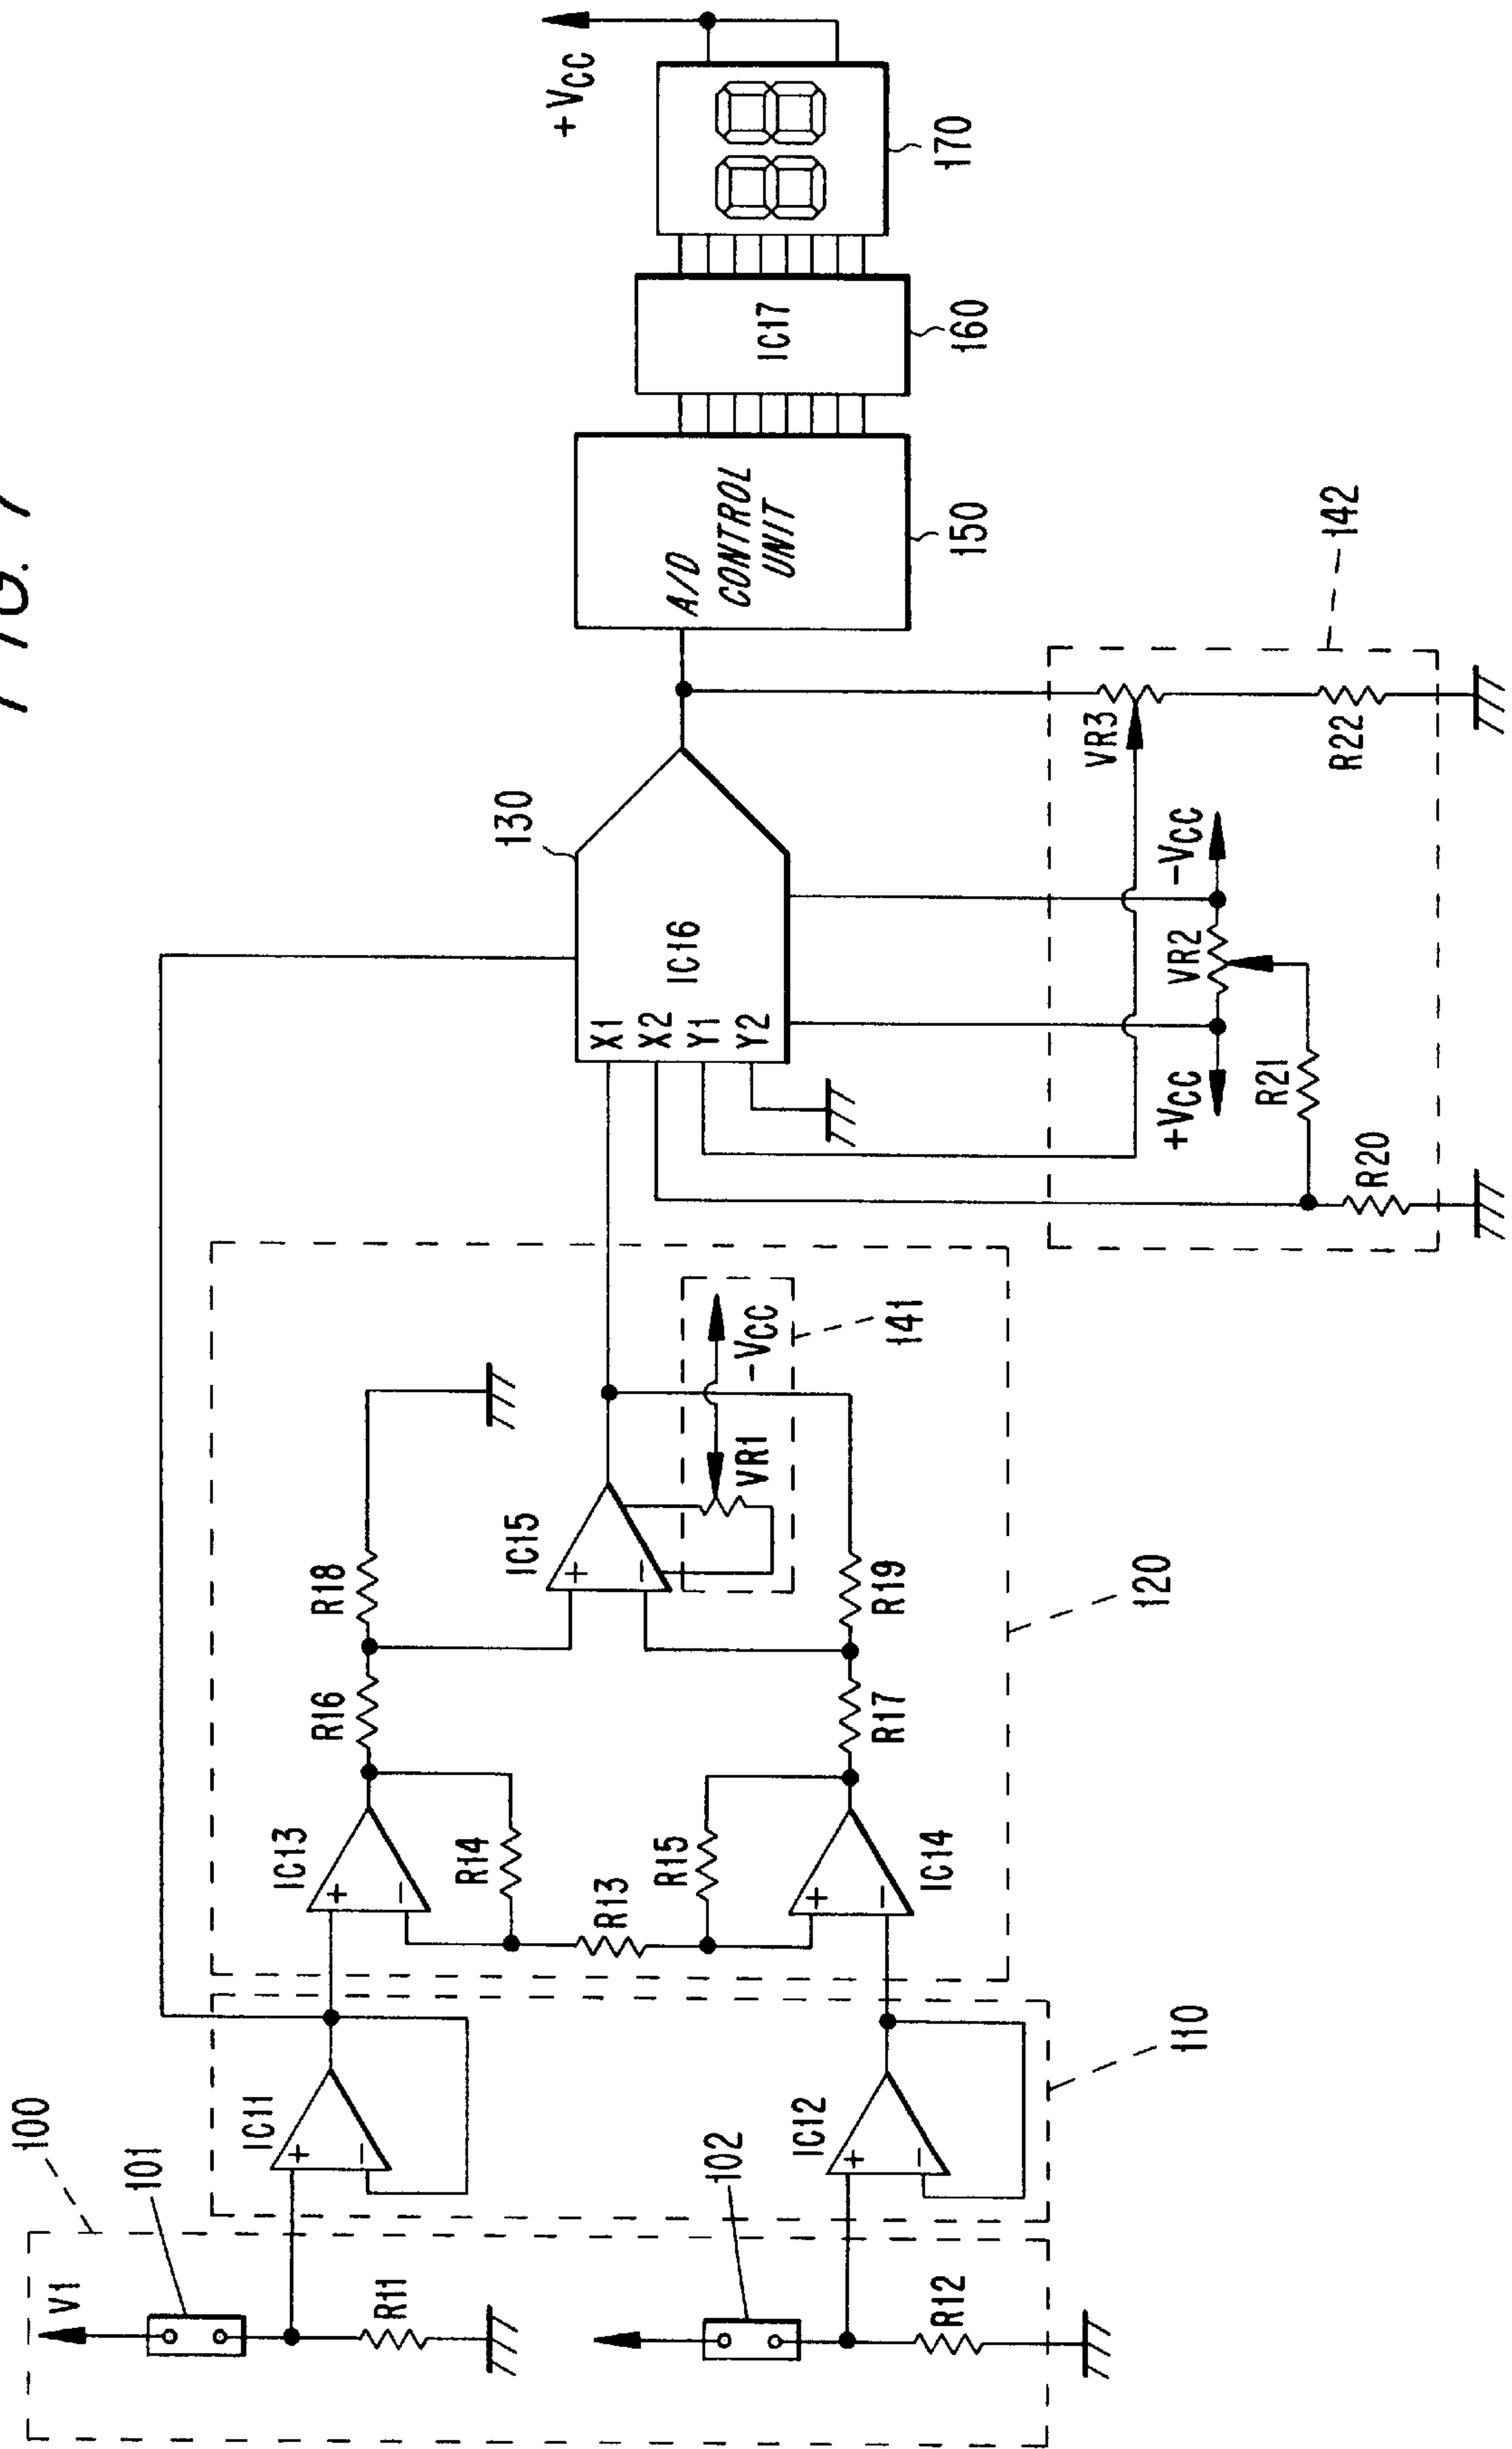 FIG. 7
100
101
V1
R11
102
R12
110
IC11
+
−
IC12
+
−
120
IC13
+
−
R14
R13
R15
IC14
+
−
R16
R18
R17
R19
IC15
+
−
VR1
-VCC
141
130
IC16
X1
X2
Y1
Y2
142
+VCC
VR2
-VCC
VR3
R20
R21
R22
A/D
CONTROL
UNIT
150
IC17
160
88
170
+VCC